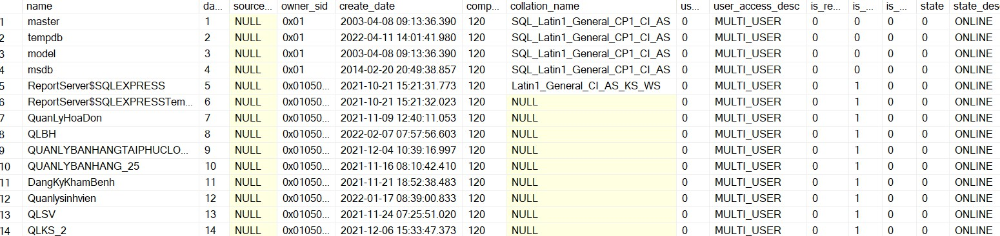 name da... source... owner_sid create_date comp... collation_name us... user_access_desc is_re... is_... is_... state state_desc
1 master 1 NULL 0x01 2003-04-08 09:13:36.390 120 SQL_Latin1_General_CP1_CI_AS 0 MULTI_USER 0 0 0 0 ONLINE
2 tempdb 2 NULL 0x01 2022-04-11 14:01:41.980 120 SQL_Latin1_General_CP1_CI_AS 0 MULTI_USER 0 0 0 0 ONLINE
3 model 3 NULL 0x01 2003-04-08 09:13:36.390 120 SQL_Latin1_General_CP1_CI_AS 0 MULTI_USER 0 0 0 0 ONLINE
4 msdb 4 NULL 0x01 2014-02-20 20:49:38.857 120 SQL_Latin1_General_CP1_CI_AS 0 MULTI_USER 0 0 0 0 ONLINE
5 ReportServer$SQLEXPRESS 5 NULL 0x01050... 2021-10-21 15:21:31.773 120 Latin1_General_CI_AS_KS_WS 0 MULTI_USER 0 1 0 0 ONLINE
6 ReportServer$SQLEXPRESSTem... 6 NULL 0x01050... 2021-10-21 15:21:32.023 120 NULL 0 MULTI_USER 0 1 0 0 ONLINE
7 QuanLyHoaDon 7 NULL 0x01050... 2021-11-09 12:40:11.053 120 NULL 0 MULTI_USER 0 1 0 0 ONLINE
8 QLBH 8 NULL 0x01050... 2022-02-07 07:57:56.603 120 NULL 0 MULTI_USER 0 1 0 0 ONLINE
9 QUANLYBANHANGTAIPHUCLO... 9 NULL 0x01050... 2021-12-04 10:39:16.997 120 NULL 0 MULTI_USER 0 1 0 0 ONLINE
10 QUANLYBANHANG_25 10 NULL 0x01050... 2021-11-16 08:10:42.410 120 NULL 0 MULTI_USER 0 1 0 0 ONLINE
11 DangKyKhamBenh 11 NULL 0x01050... 2021-11-21 18:52:38.483 120 NULL 0 MULTI_USER 0 1 0 0 ONLINE
12 Quanlysinhvien 12 NULL 0x01050... 2022-01-17 08:39:00.833 120 NULL 0 MULTI_USER 0 1 0 0 ONLINE
13 QLSV 13 NULL 0x01050... 2021-11-24 07:25:51.020 120 NULL 0 MULTI_USER 0 1 0 0 ONLINE
14 QLKS_2 14 NULL 0x01050... 2021-12-06 15:33:47.373 120 NULL 0 MULTI_USER 0 1 0 0 ONLINE